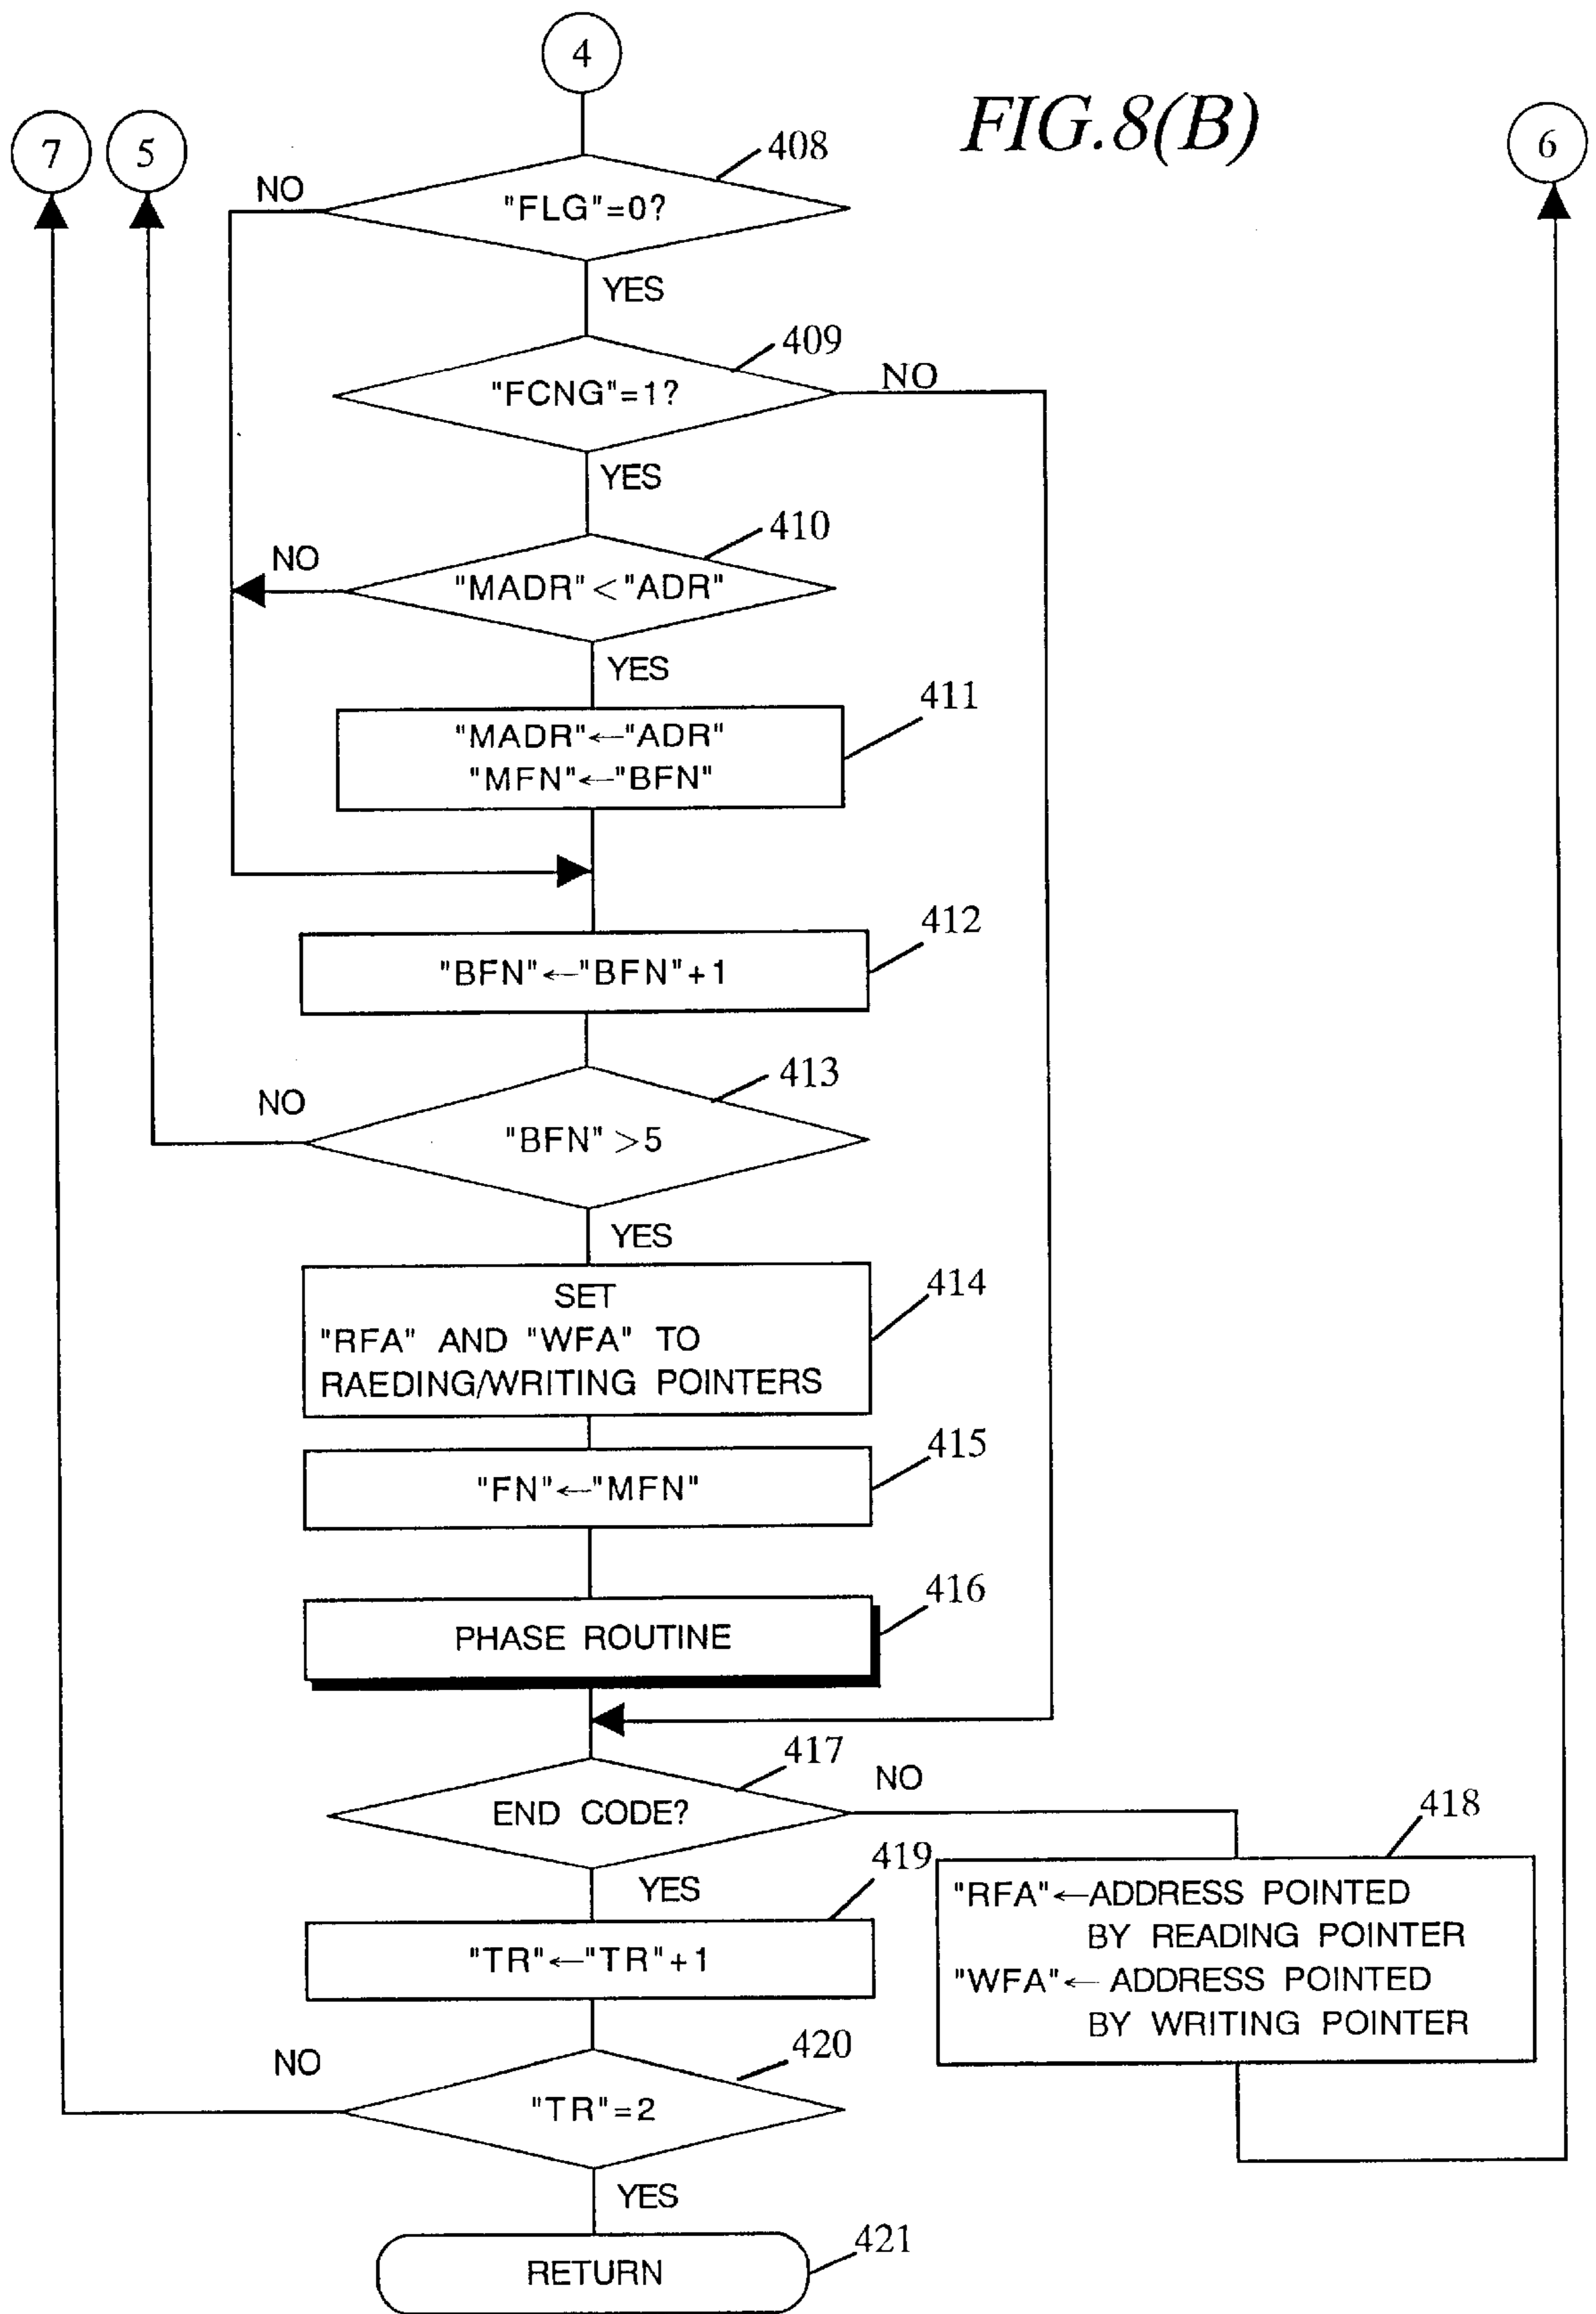 4
FIG.8(B)
7
5
6
408
NO
"FLG"=0?
YES
409
"FCNG"=1?
NO
YES
410
NO
"MADR"<"ADR"
YES
411
"MADR"←"ADR"
"MFN"←"BFN"
412
"BFN"←"BFN"+1
413
NO
"BFN">5
YES
414
SET
"RFA" AND "WFA" TO
RAEDING/WRITING POINTERS
415
"FN"←"MFN"
416
PHASE ROUTINE
417
NO
END CODE?
418
419
YES
"RFA"←ADDRESS POINTED
BY READING POINTER
"WFA"← ADDRESS POINTED
BY WRITING POINTER
"TR"←"TR"+1
420
NO
"TR"=2
YES
421
RETURN